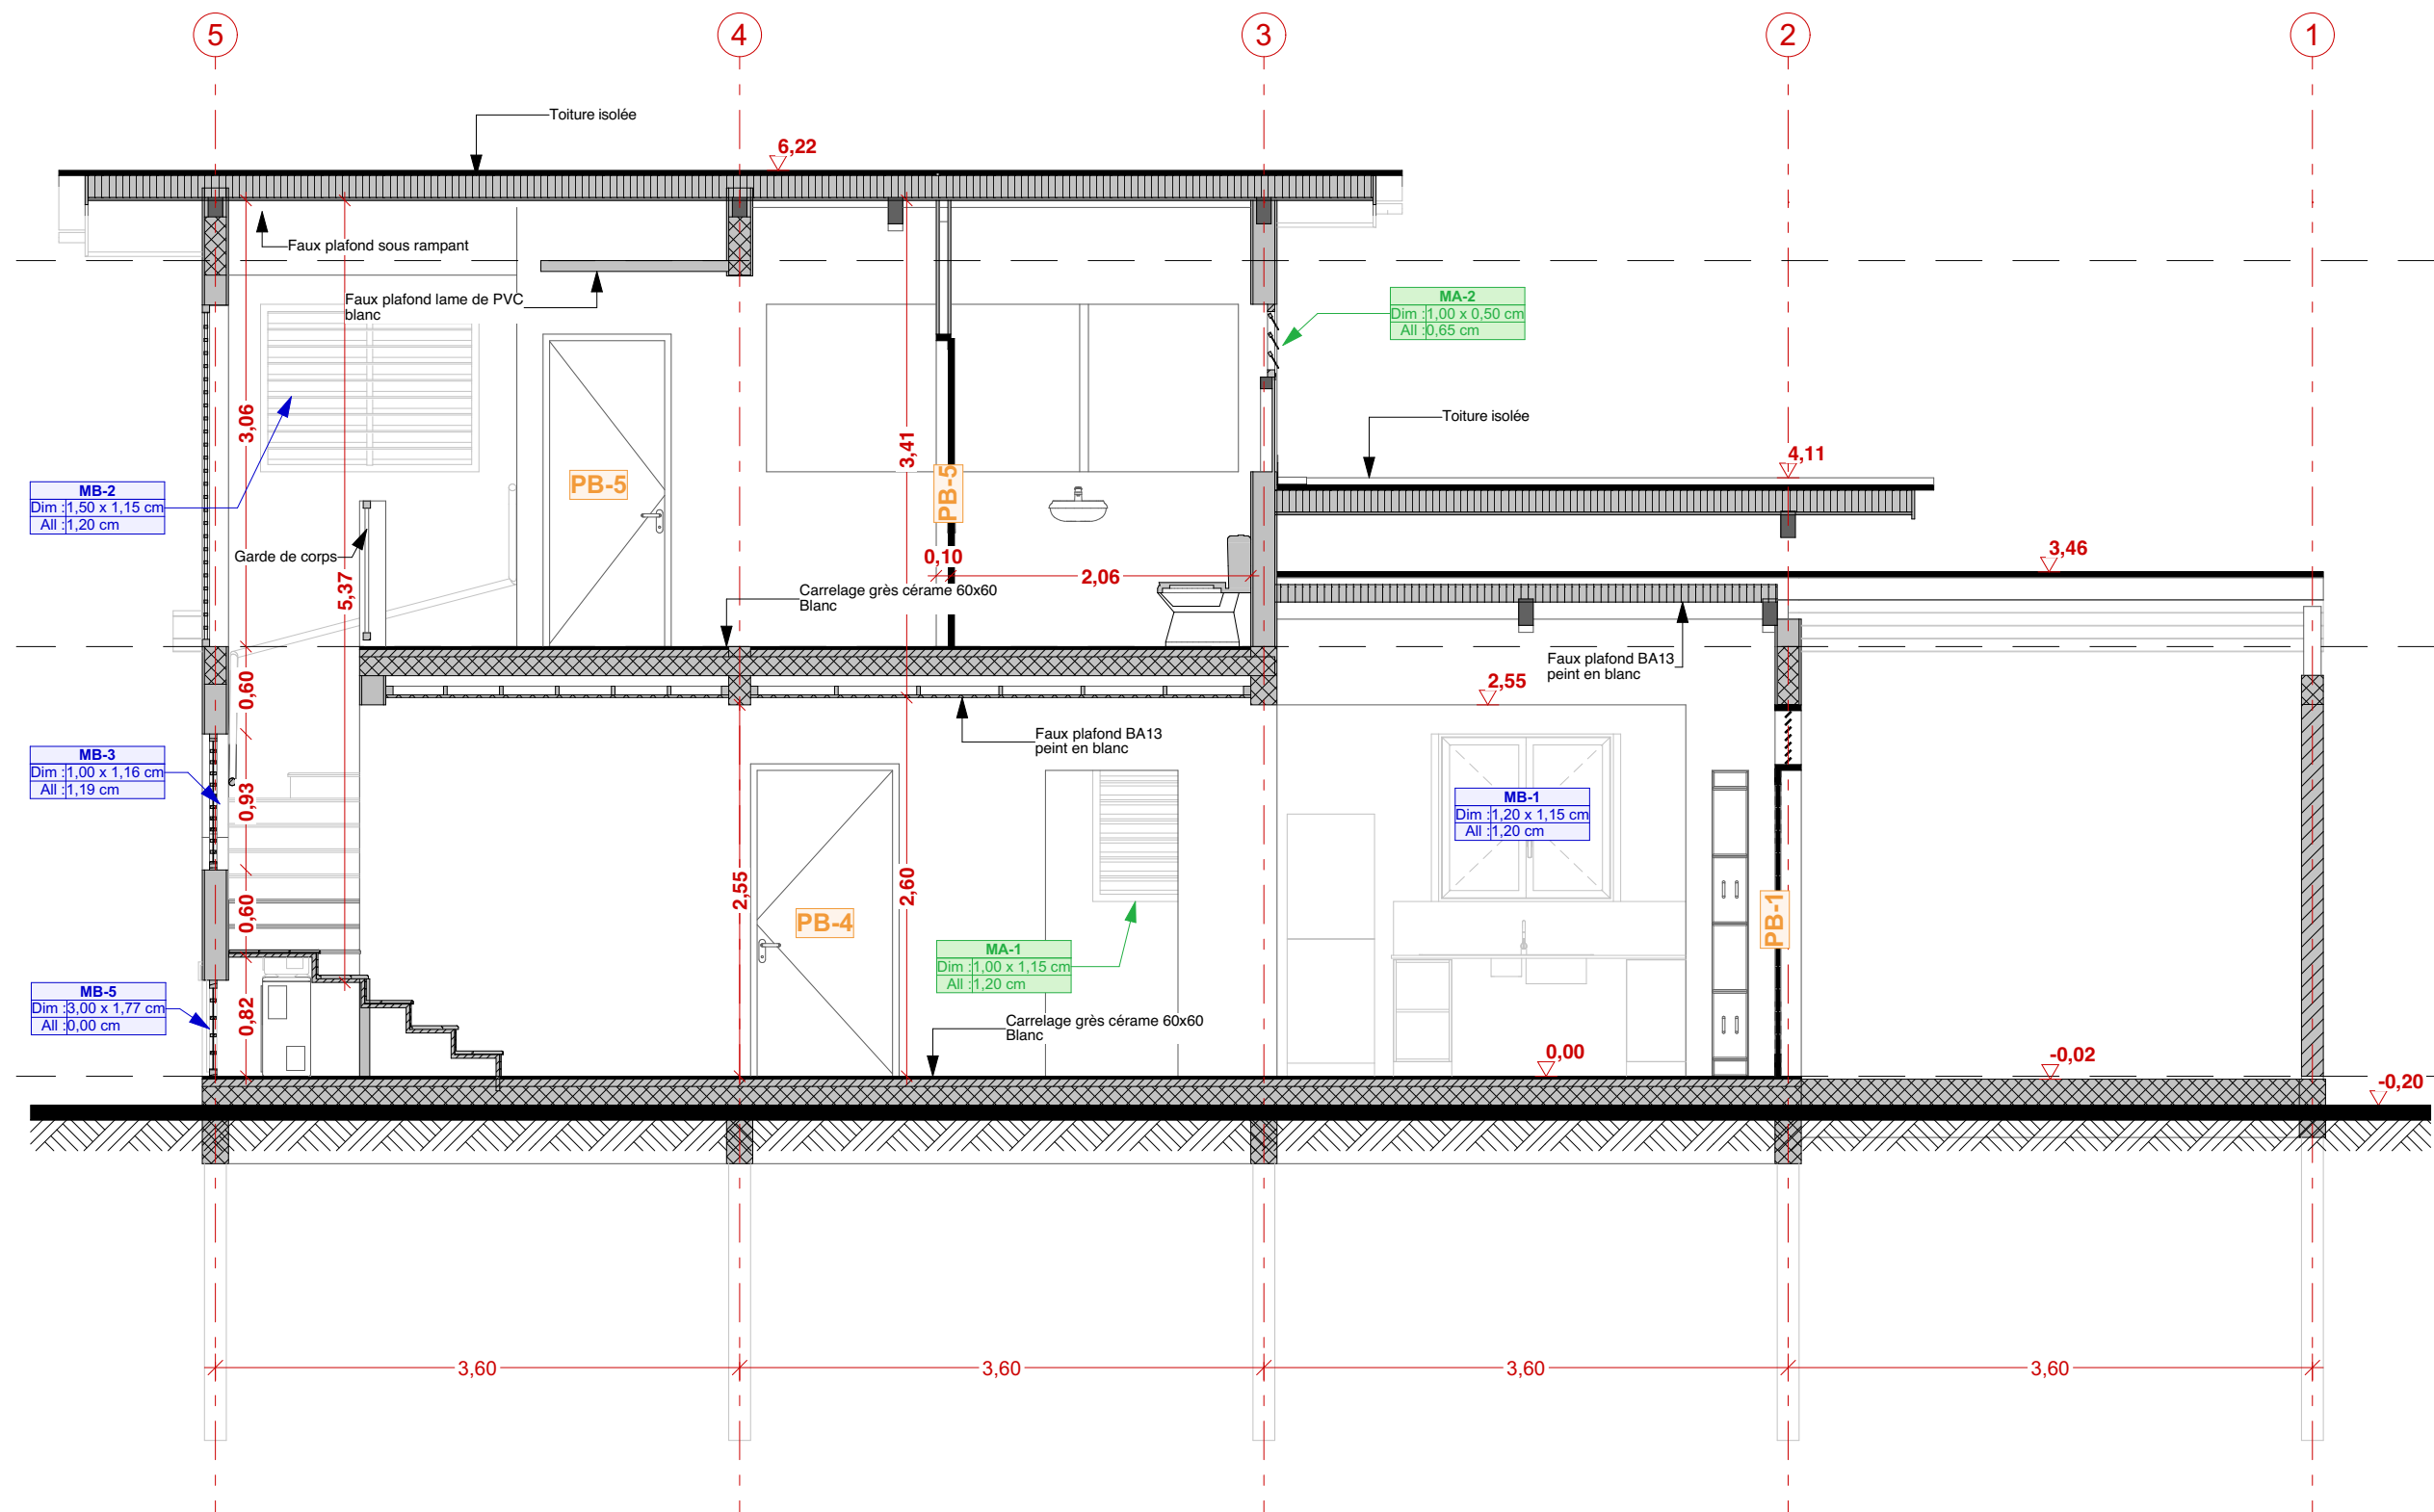 5
4
3
2
1
Toiture isolée
6,22
Faux plafond sous rampant
Faux plafond lame de PVC
blanc
MA-2
Dim : 1,00 x 0,50 cm
All : 0,65 cm
3,06
3,41
Toiture isolée
4,11
PB-5
PB-5
MB-2
Dim : 1,50 x 1,15 cm
All : 1,20 cm
Garde de corps
5,37
0,10
2,06
3,46
Carrelage grès cérame 60x60
Blanc
Faux plafond BA13
peint en blanc
0,60
2,55
Faux plafond BA13
peint en blanc
MB-3
Dim : 1,00 x 1,16 cm
All : 1,19 cm
0,93
MB-1
Dim : 1,20 x 1,15 cm
All : 1,20 cm
0,60
2,55
2,60
PB-4
PB-1
MA-1
Dim : 1,00 x 1,15 cm
All : 1,20 cm
MB-5
Dim : 3,00 x 1,77 cm
All : 0,00 cm
0,82
Carrelage grès cérame 60x60
Blanc
0,00
-0,02
-0,20
3,60
3,60
3,60
3,60